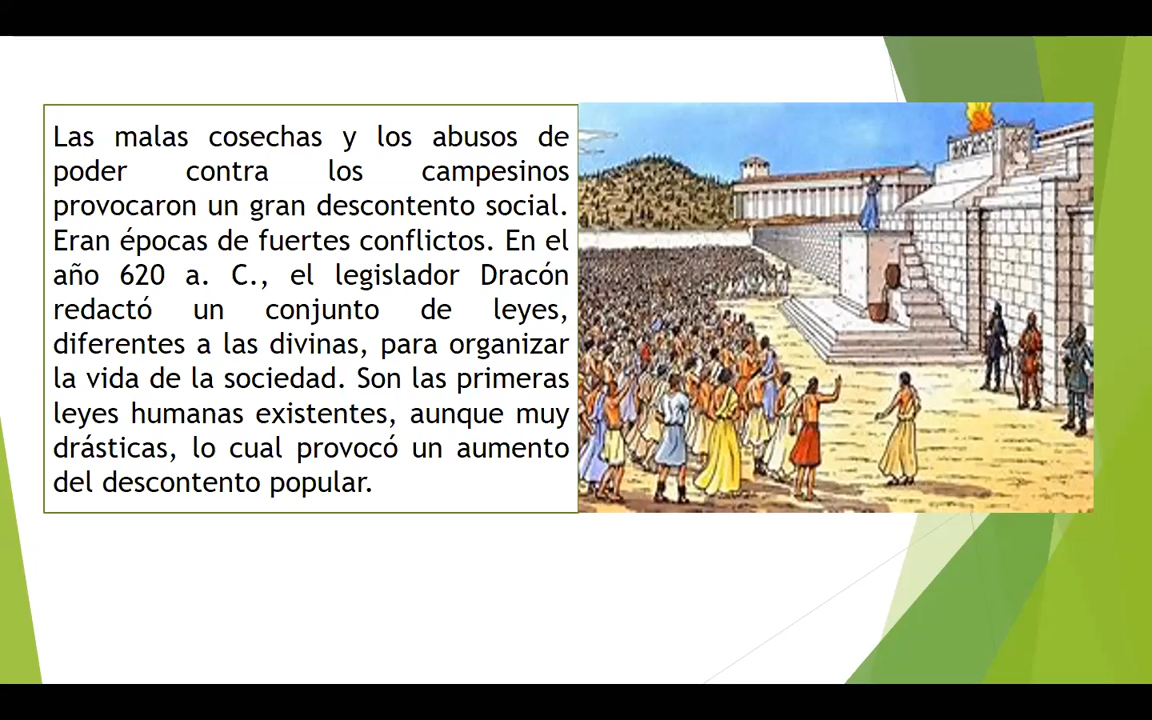 Las malas cosechas y los abusos de
poder contra los campesinos
provocaron un gran descontento social.
Eran épocas de fuertes conflictos. En el
año 620 a. C., el legislador Dracón
redactó un conjunto de leyes,
diferentes a las divinas, para organizar
la vida de la sociedad. Son las primeras
leyes humanas existentes, aunque muy
drásticas, lo cual provocó un aumento
del descontento popular.